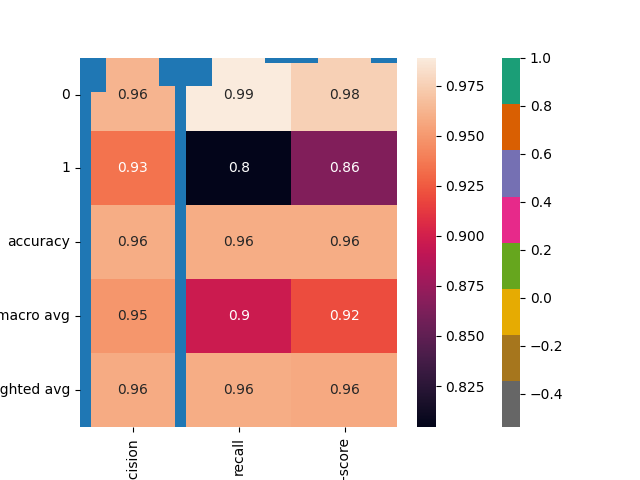 0 0.96 0.99 0.98
1 0.93 0.8 0.86
accuracy 0.96 0.96 0.96
macro avg 0.95 0.9 0.92
ghted avg 0.96 0.96 0.96
cision recall -score
0.975
0.950
0.925
0.900
0.875
0.850
0.825
1.0
0.8
0.6
0.4
0.2
0.0
−0.2
−0.4